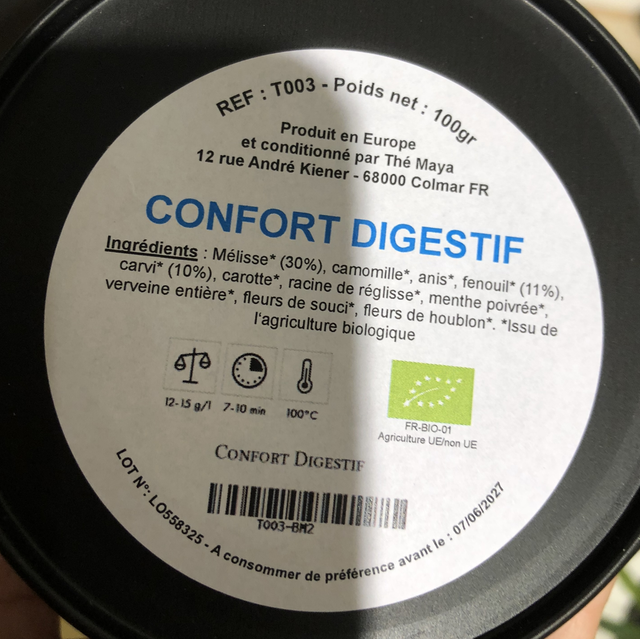 REF : T003 - Poids net : 100gr
Produit en Europe
et conditionné par Thé Maya
12 rue André Kiener - 68000 Colmar FR
CONFORT DIGESTIF
Ingrédients : Mélisse* (30%), camomille*, anis*, fenouil* (11%),
carvi* (10%), carotte*, racine de réglisse*, menthe poivrée*,
verveine entière*, fleurs de souci*, fleurs de houblon*. *Issu de
l'agriculture biologique
12-15 g/l 7-10 min 100°C
FR-BIO-01
Agriculture UE/non UE
CONFORT DIGESTIF
T003-BM2
LOT N°: LO558325 - A consommer de préférence avant le : 07/06/2027